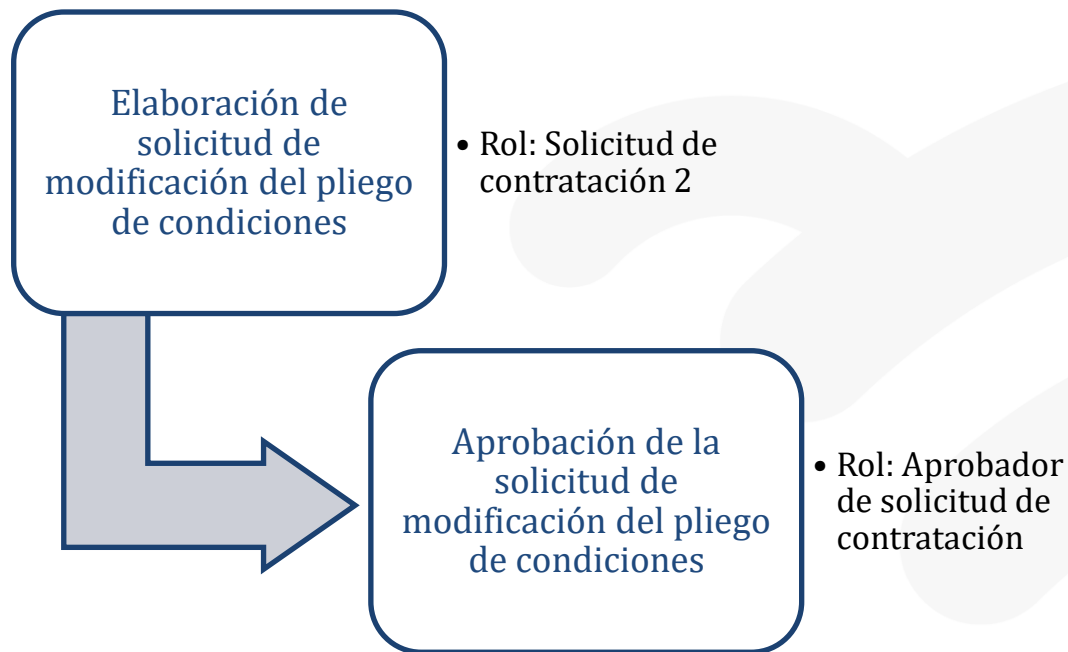 Elaboración de
solicitud de
modificación del pliego
de condiciones
• Rol: Solicitud de
contratación 2
Aprobación de la
solicitud de
modificación del pliego
de condiciones
• Rol: Aprobador
de solicitud de
contratación